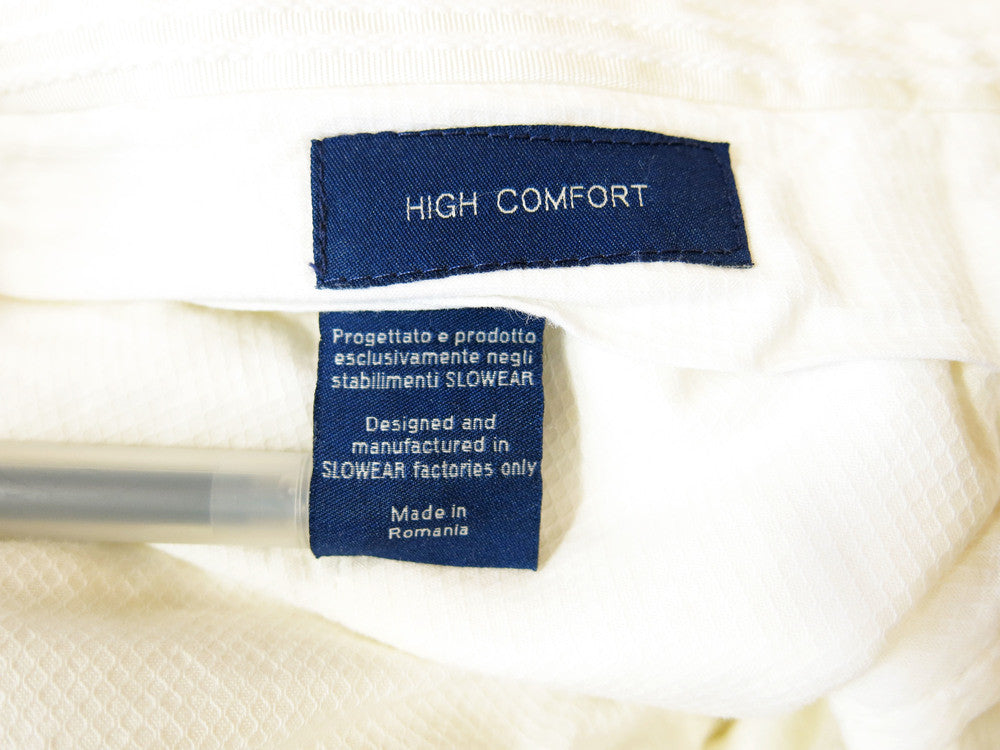 HIGH COMFORT
Progettato e prodotto
esclusivamente negli
stabilimenti SLOWEAR
Designed and
manufactured in
SLOWEAR factories only
Made in
Romania